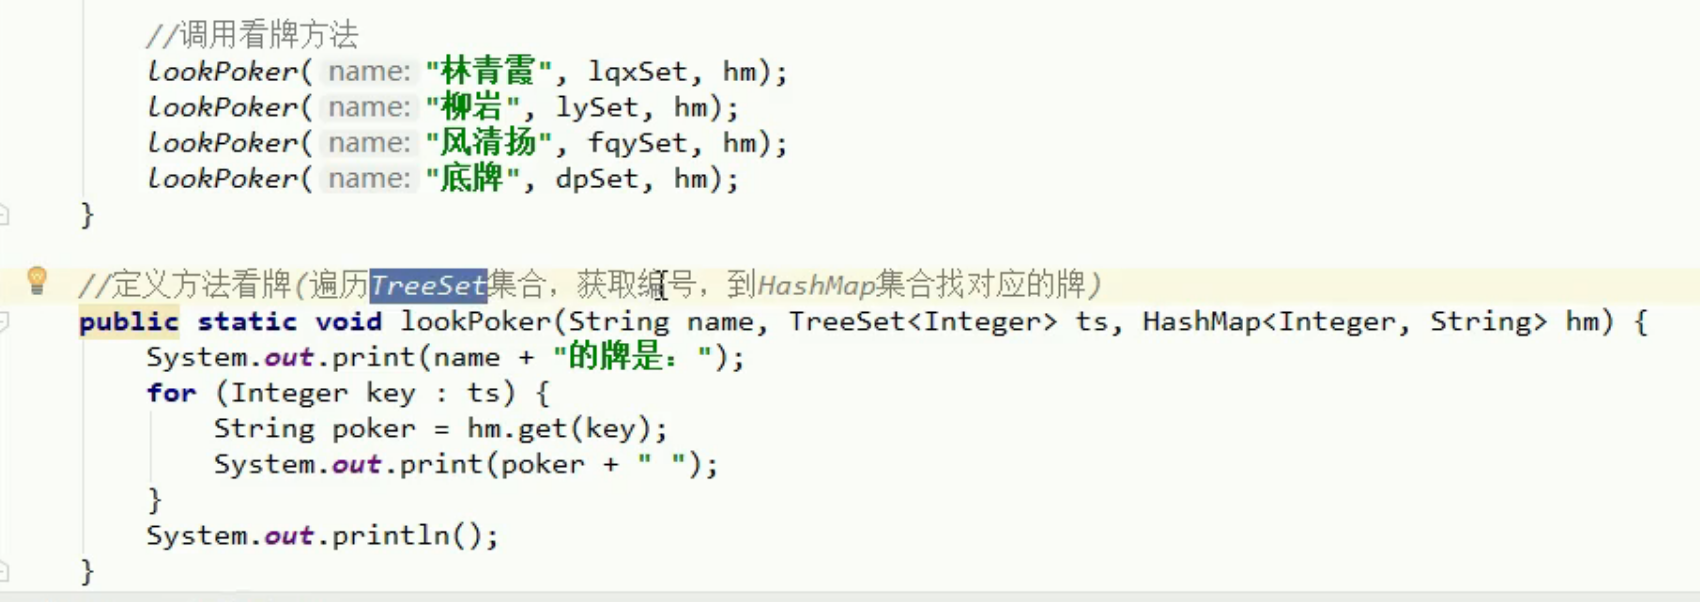 //调用看牌方法
lookPoker( name: "林青霞", lqxSet, hm);
lookPoker( name: "柳岩", lySet, hm);
lookPoker( name: "风清扬", fqySet, hm);
lookPoker( name: "底牌", dpSet, hm);
}
//定义方法看牌(遍历TreeSet集合，获取编号，到HashMap集合找对应的牌)
public static void lookPoker(String name, TreeSet<Integer> ts, HashMap<Integer, String> hm) {
System.out.print(name + "的牌是：");
for (Integer key : ts) {
String poker = hm.get(key);
System.out.print(poker + " ");
}
System.out.println();
}